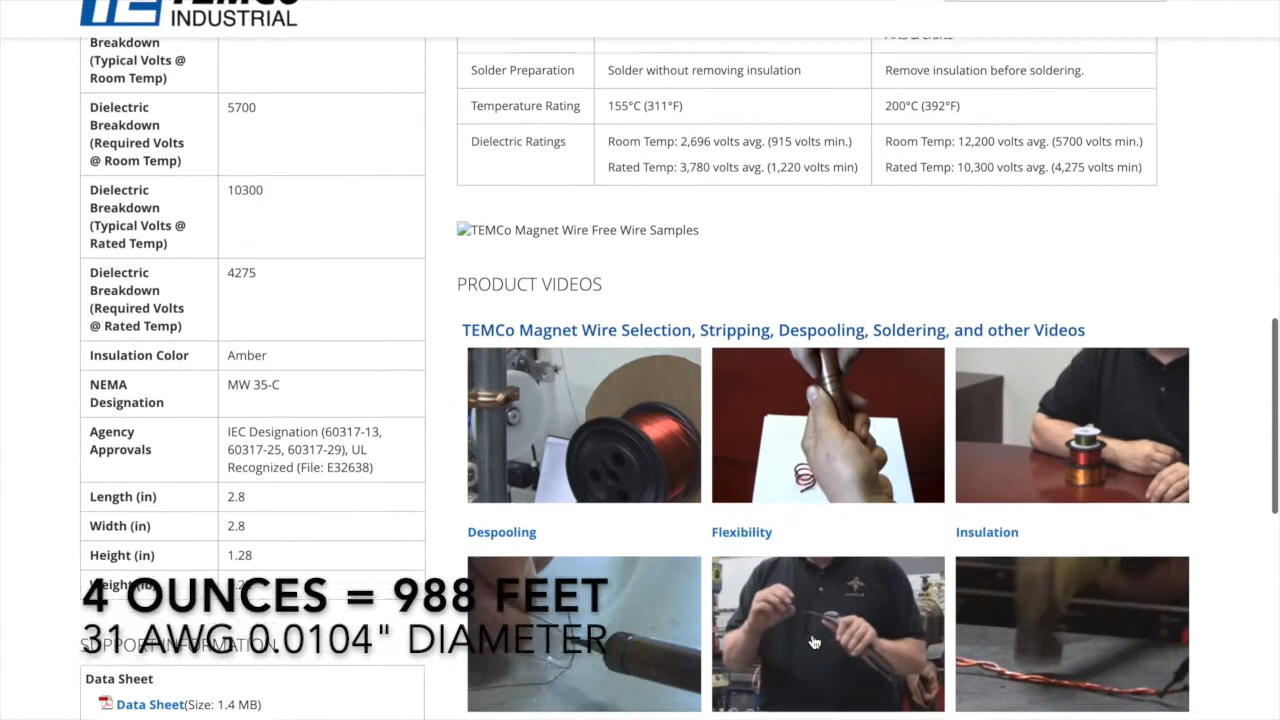 INDUSTRIAL
Breakdown
(Typical Volts @
Room Temp)
Dielectric
Breakdown
(Required Volts
@ Room Temp)
5700
Dielectric
Breakdown
(Typical Volts @
Rated Temp)
10300
Dielectric
Breakdown
(Required Volts
@ Rated Temp)
4275
Insulation Color
Amber
NEMA
Designation
MW 35-C
Agency
Approvals
IEC Designation (60317-13,
60317-25, 60317-29), UL
Recognized (File: E32638)
Length (in)
2.8
Width (in)
2.8
Height (in)
1.28
4 OUNCES = 988 FEET
31 AWG 0.0104" DIAMETER
SUPPORT INFORMATION
Data Sheet
Data Sheet(Size: 1.4 MB)
Solder Preparation
Solder without removing insulation
Remove insulation before soldering.
Temperature Rating
155°C (311°F)
200°C (392°F)
Dielectric Ratings
Room Temp: 2,696 volts avg. (915 volts min.)
Rated Temp: 3,780 volts avg. (1,220 volts min)
Room Temp: 12,200 volts avg. (5700 volts min.)
Rated Temp: 10,300 volts avg. (4,275 volts min)
TEMCo Magnet Wire Free Wire Samples
PRODUCT VIDEOS
TEMCo Magnet Wire Selection, Stripping, Despooling, Soldering, and other Videos
Despooling
Flexibility
Insulation